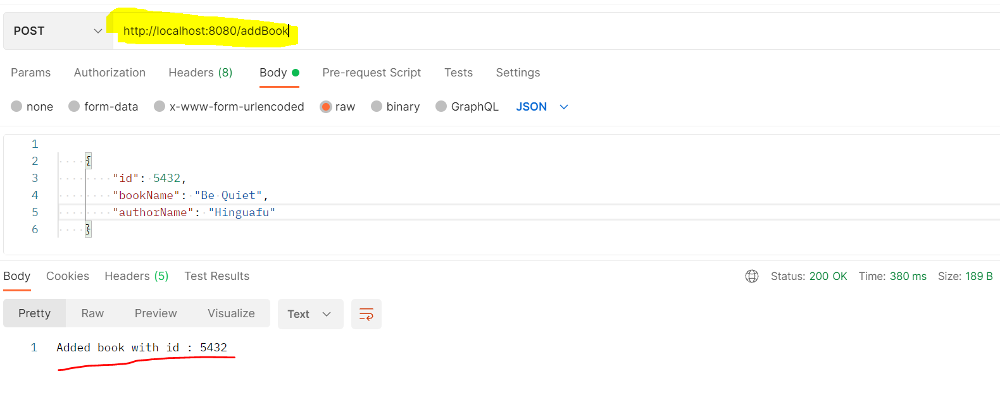 POST http://localhost:8080/addBook
Params Authorization Headers (8) Body Pre-request Script Tests Settings
none form-data x-www-form-urlencoded raw binary GraphQL JSON
1
2 {
3 "id": 5432,
4 "bookName": "Be Quiet",
5 "authorName": "Hinguafu"
6 }
Body Cookies Headers (5) Test Results Status: 200 OK Time: 380 ms Size: 189 B
Pretty Raw Preview Visualize Text
1 Added book with id : 5432